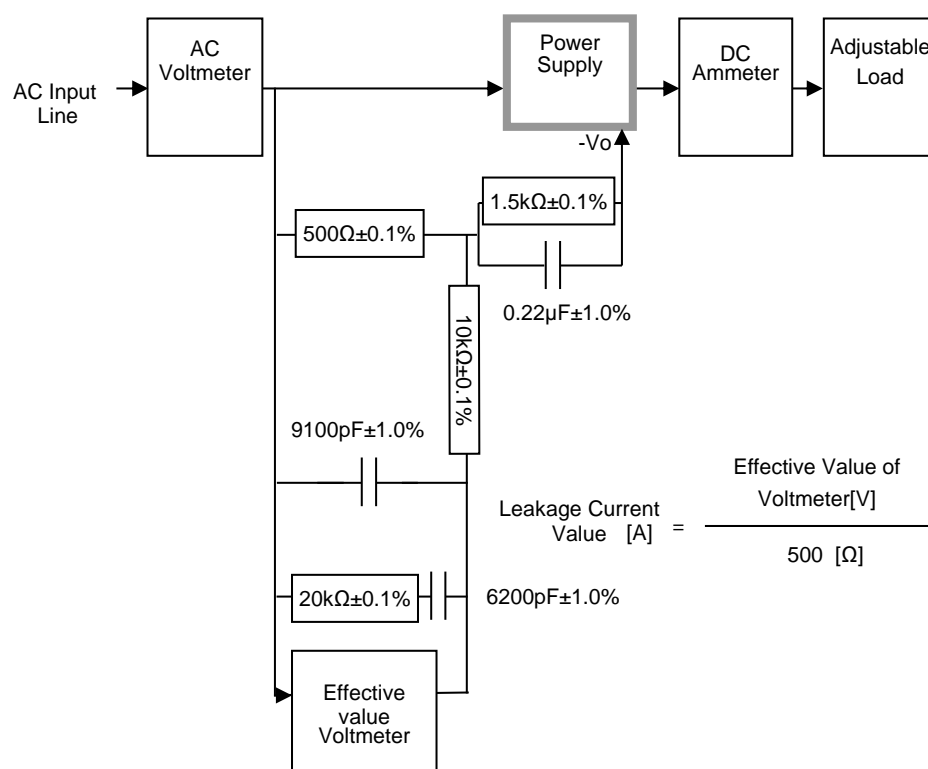 AC Input
Line
AC
Voltmeter
Power
Supply
DC
Ammeter
Adjustable
Load
-Vo
1.5kΩ±0.1%
500Ω±0.1%
0.22μF±1.0%
10kΩ±0.1%
9100pF±1.0%
Leakage Current
Value [A]
=
Effective Value of
Voltmeter[V]
500 [Ω]
20kΩ±0.1%
6200pF±1.0%
Effective
value
Voltmeter